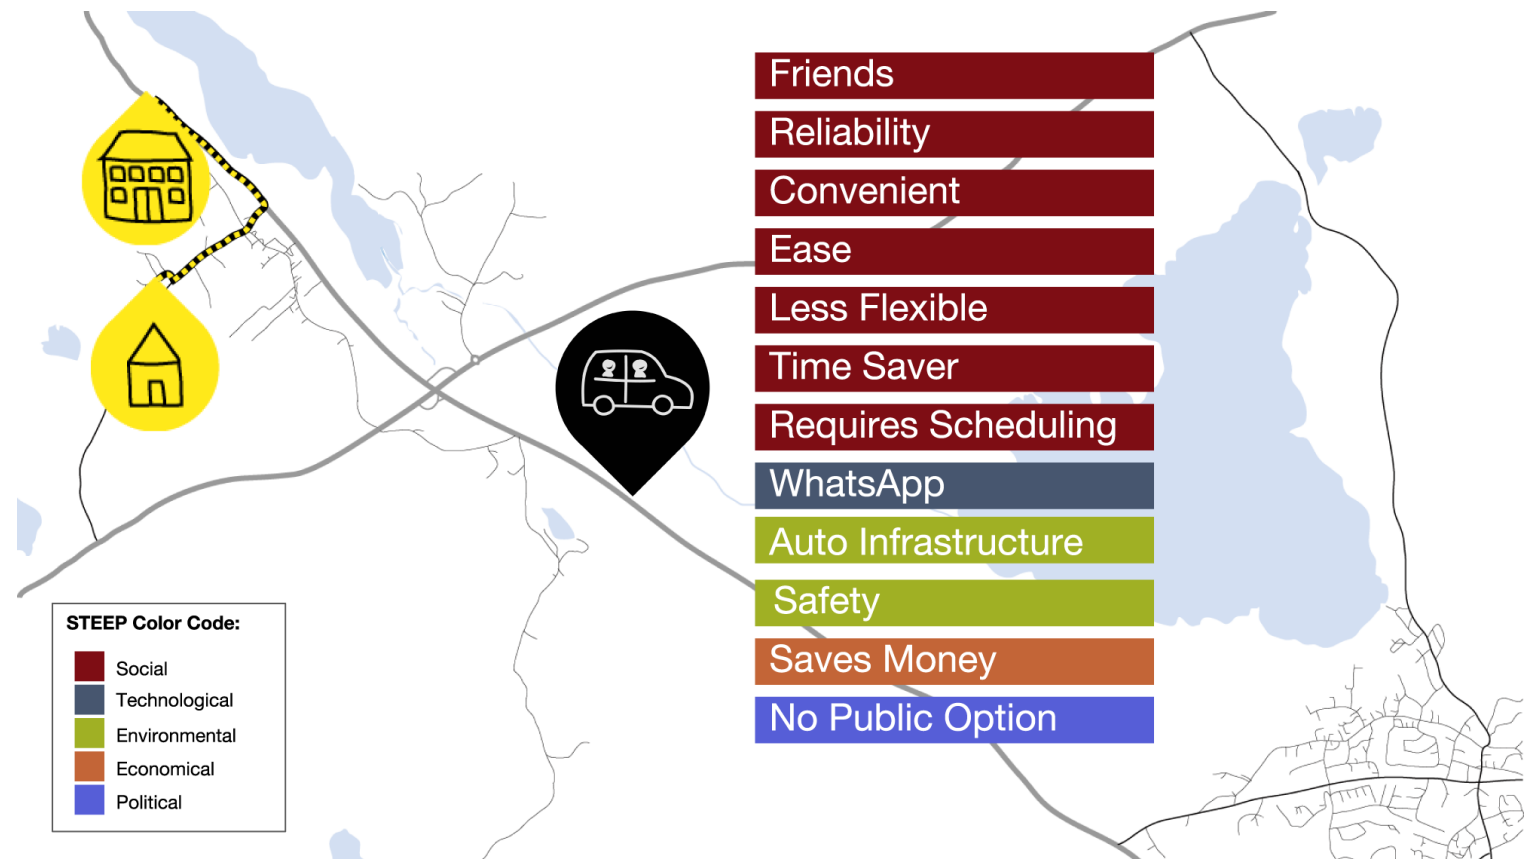 Friends
Reliability
Convenient
Ease
Less Flexible
Time Saver
Requires Scheduling
WhatsApp
Auto Infrastructure
Safety
Saves Money
No Public Option
STEEP Color Code:
Social
Technological
Environmental
Economical
Political